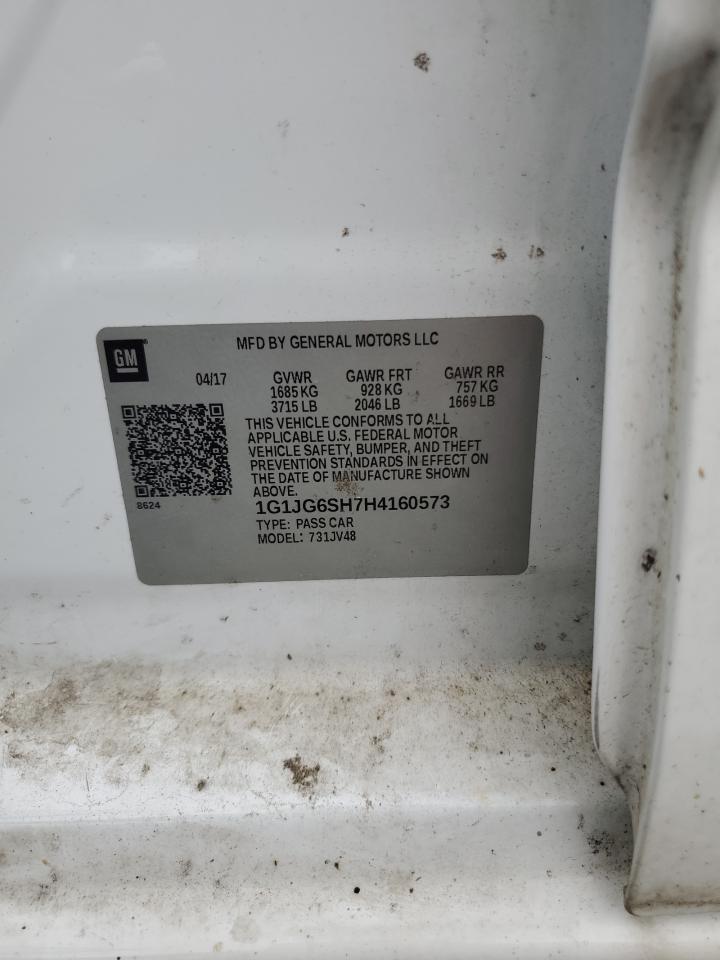 GM
MFD BY GENERAL MOTORS LLC
04/17 GVWR GAWR FRT GAWR RR
1685 KG 928 KG 757 KG
3715 LB 2046 LB 1669 LB
THIS VEHICLE CONFORMS TO ALL
APPLICABLE U.S. FEDERAL MOTOR
VEHICLE SAFETY, BUMPER, AND THEFT
PREVENTION STANDARDS IN EFFECT ON
THE DATE OF MANUFACTURE SHOWN
ABOVE.
8624
1G1JG6SH7H4160573
TYPE: PASS CAR
MODEL: 731JV48